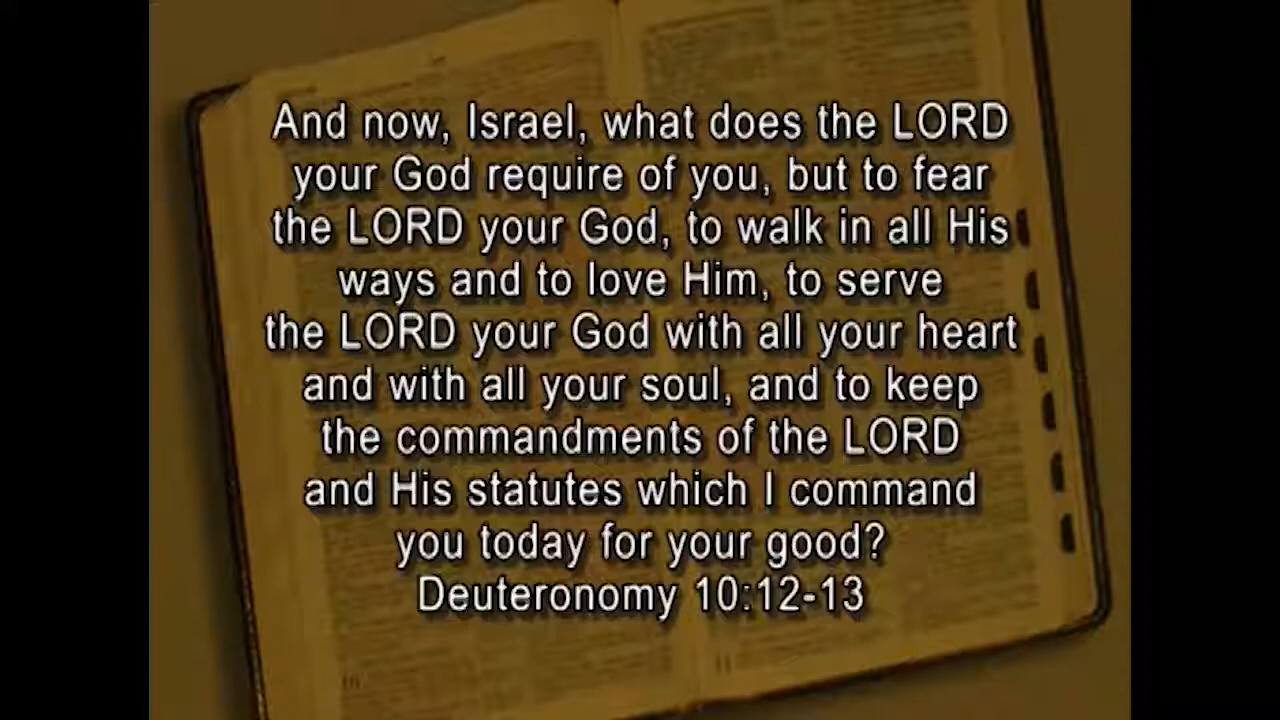 And now, Israel, what does the LORD
your God require of you, but to fear
the LORD your God, to walk in all His
ways and to love Him, to serve
the LORD your God with all your heart
and with all your soul, and to keep
the commandments of the LORD
and His statutes which I command
you today for your good?
Deuteronomy 10:12-13